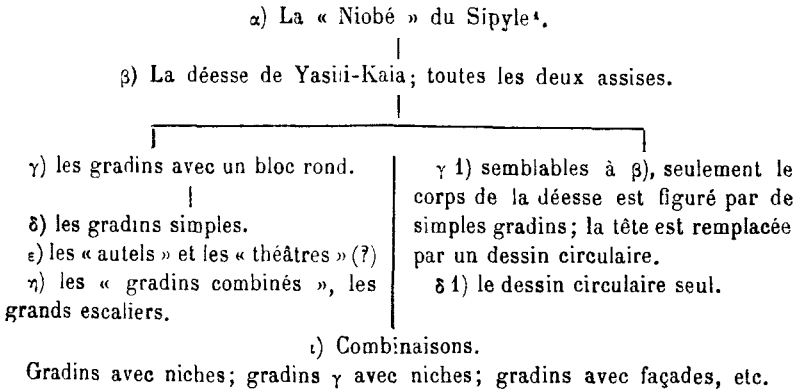 α) La « Niobé » du Sipyle¹.
β) La déesse de Yasili-Kaia; toutes les deux assises.
γ) les gradins avec un bloc rond.
δ) les gradins simples.
ε) les « autels » et les « théâtres » (?)
η) les « gradins combinés », les
grands escaliers.
γ 1) semblables à β), seulement le
corps de la déesse est figuré par de
simples gradins; la tête est remplacée
par un dessin circulaire.
δ 1) le dessin circulaire seul.
ι) Combinaisons.
Gradins avec niches; gradins γ avec niches; gradins avec façades, etc.